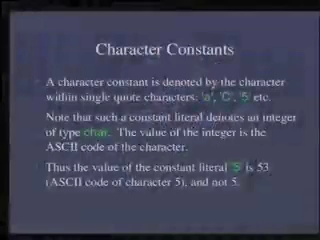 Character Constants
A character constant is denoted by the character
within single quote characters: 'a', 'C', '5' etc.
Note that such a constant literal denotes an integer
of type char. The value of the integer is the
ASCII code of the character.
Thus the value of the constant literal '5' is 53
(ASCII code of character 5), and not 5.